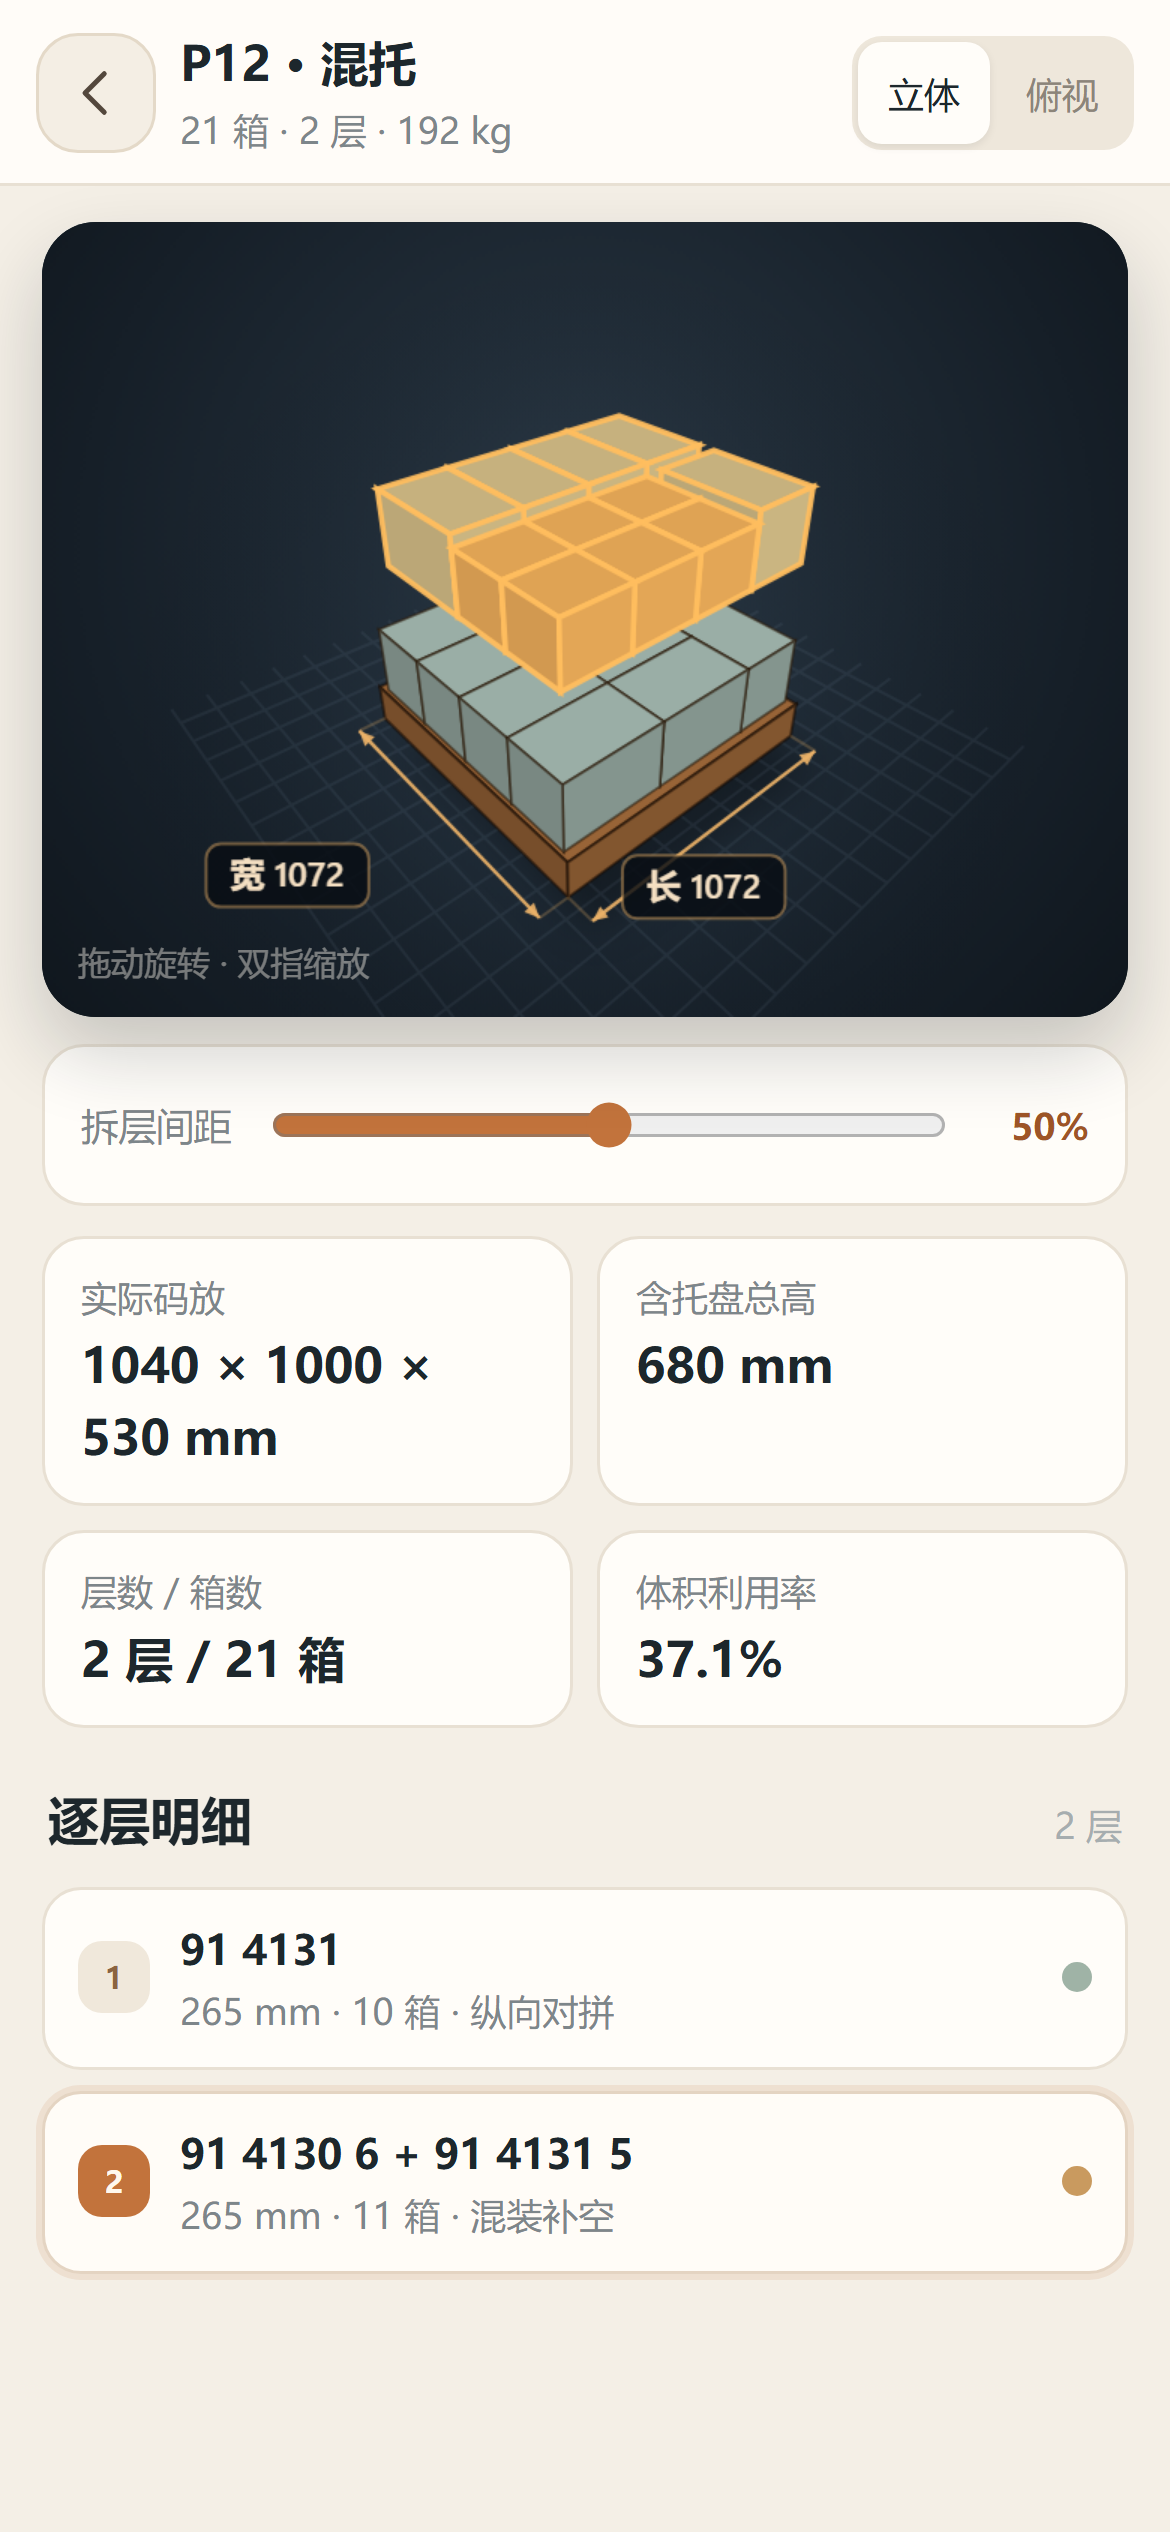 P12 · 混托
21 箱 · 2 层 · 192 kg
立体
俯视
宽 1072
长 1072
拖动旋转 · 双指缩放
拆层间距
50%
实际码放
1040 × 1000 ×
530 mm
含托盘总高
680 mm
层数 / 箱数
2 层 / 21 箱
体积利用率
37.1%
逐层明细
2 层
1
91 4131
265 mm · 10 箱 · 纵向对拼
2
91 4130 6 + 91 4131 5
265 mm · 11 箱 · 混装补空